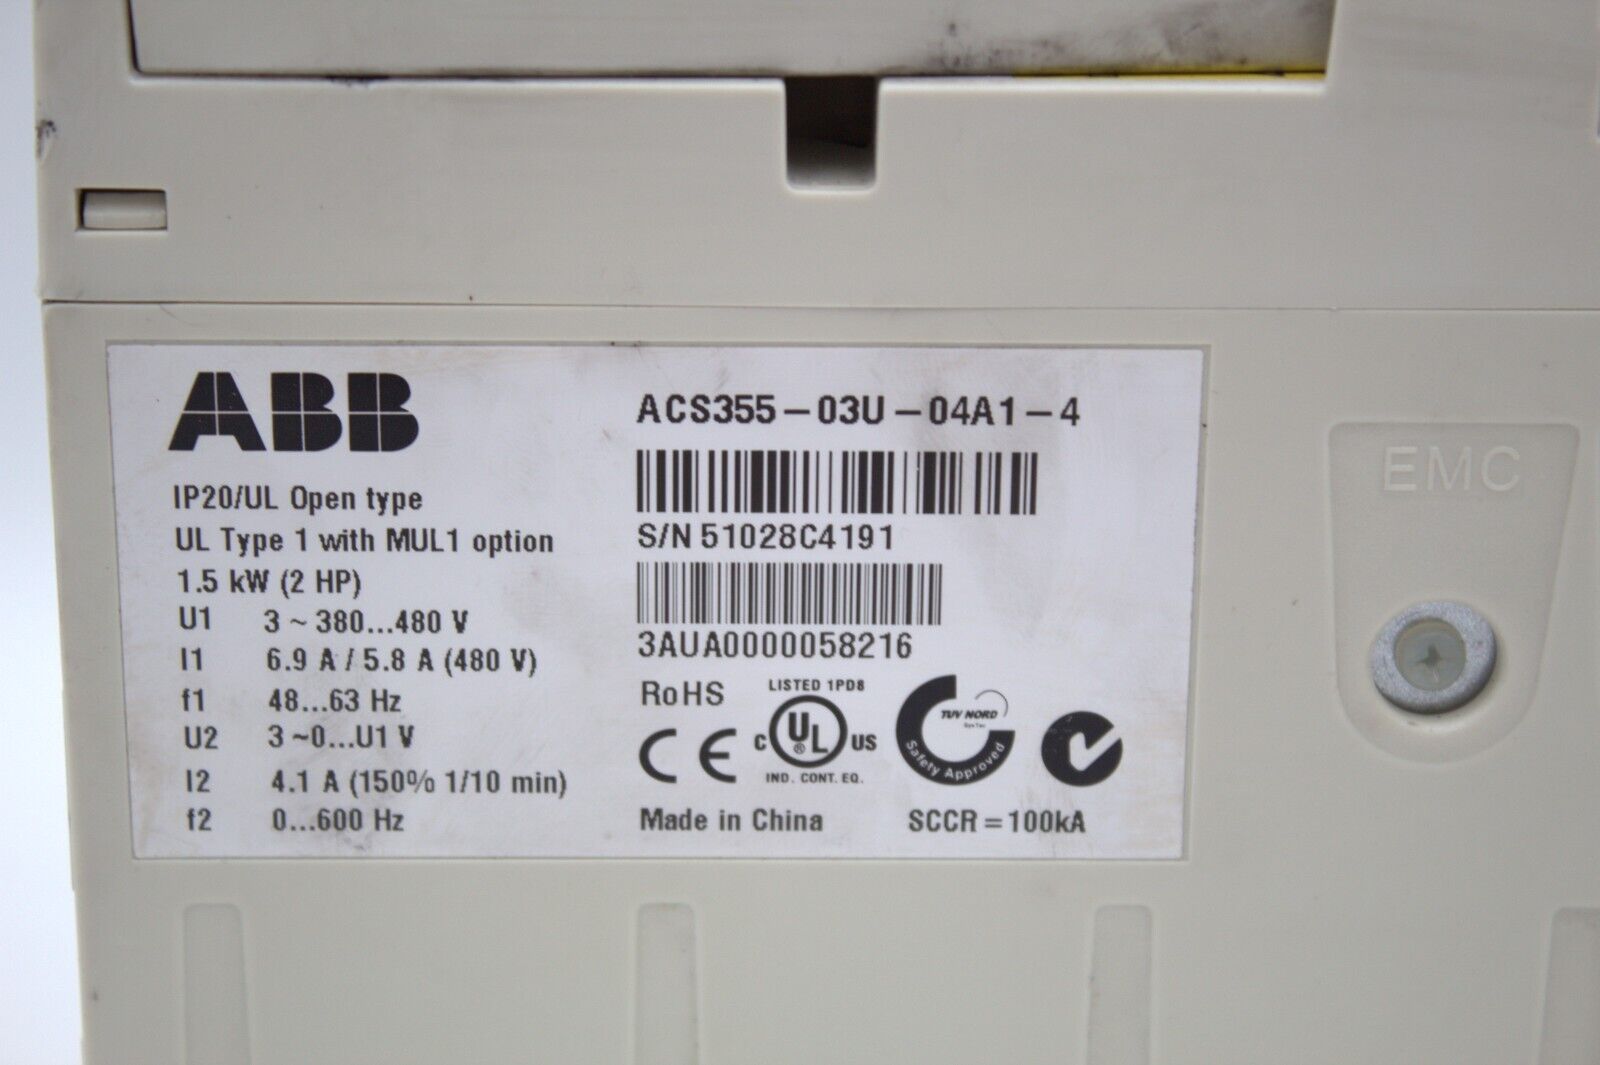 ABB
ACS355-03U-04A1-4
IP20/UL Open type
UL Type 1 with MUL1 option
1.5 kW (2 HP)
U1 3~380...480 V
I1 6.9 A / 5.8 A (480 V)
f1 48...63 Hz
U2 3~0...U1 V
I2 4.1 A (150% 1/10 min)
f2 0...600 Hz
S/N 51028C4191
3AUA0000058216
RoHS
CE
LISTED 1PD8
C UL ® US
IND. CONT. EQ.
TUV NORD
SysTec
Safety Approved
Made in China
SCCR = 100kA
EMC